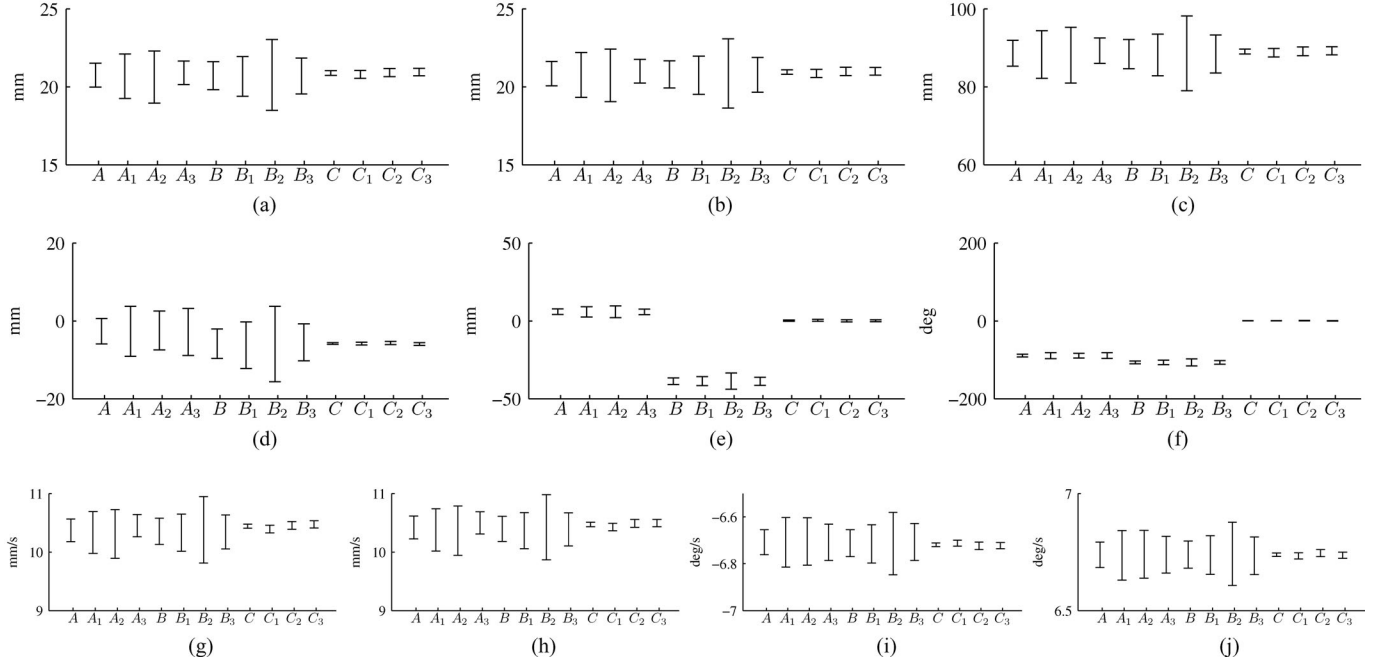 25 25 100
mm 20 mm 20 mm 80
15 15 60
A A₁ A₂ A₃ B B₁ B₂ B₃ C C₁ C₂ C₃ A A₁ A₂ A₃ B B₁ B₂ B₃ C C₁ C₂ C₃ A A₁ A₂ A₃ B B₁ B₂ B₃ C C₁ C₂ C₃
(a) (b) (c)
20 50 200
mm 0 mm 0 deg 0
−20 −50 −200
A A₁ A₂ A₃ B B₁ B₂ B₃ C C₁ C₂ C₃ A A₁ A₂ A₃ B B₁ B₂ B₃ C C₁ C₂ C₃ A A₁ A₂ A₃ B B₁ B₂ B₃ C C₁ C₂ C₃
(d) (e) (f)
11 11 −6.6 7
mm/s 10 mm/s 10 deg/s −6.8 deg/s
9 9 −7 6.5
A A₁ A₂ A₃ B B₁ B₂ B₃ C C₁ C₂ C₃ A A₁ A₂ A₃ B B₁ B₂ B₃ C C₁ C₂ C₃ A A₁ A₂ A₃ B B₁ B₂ B₃ C C₁ C₂ C₃ A A₁ A₂ A₃ B B₁ B₂ B₃ C C₁ C₂ C₃
(g) (h) (i) (j)